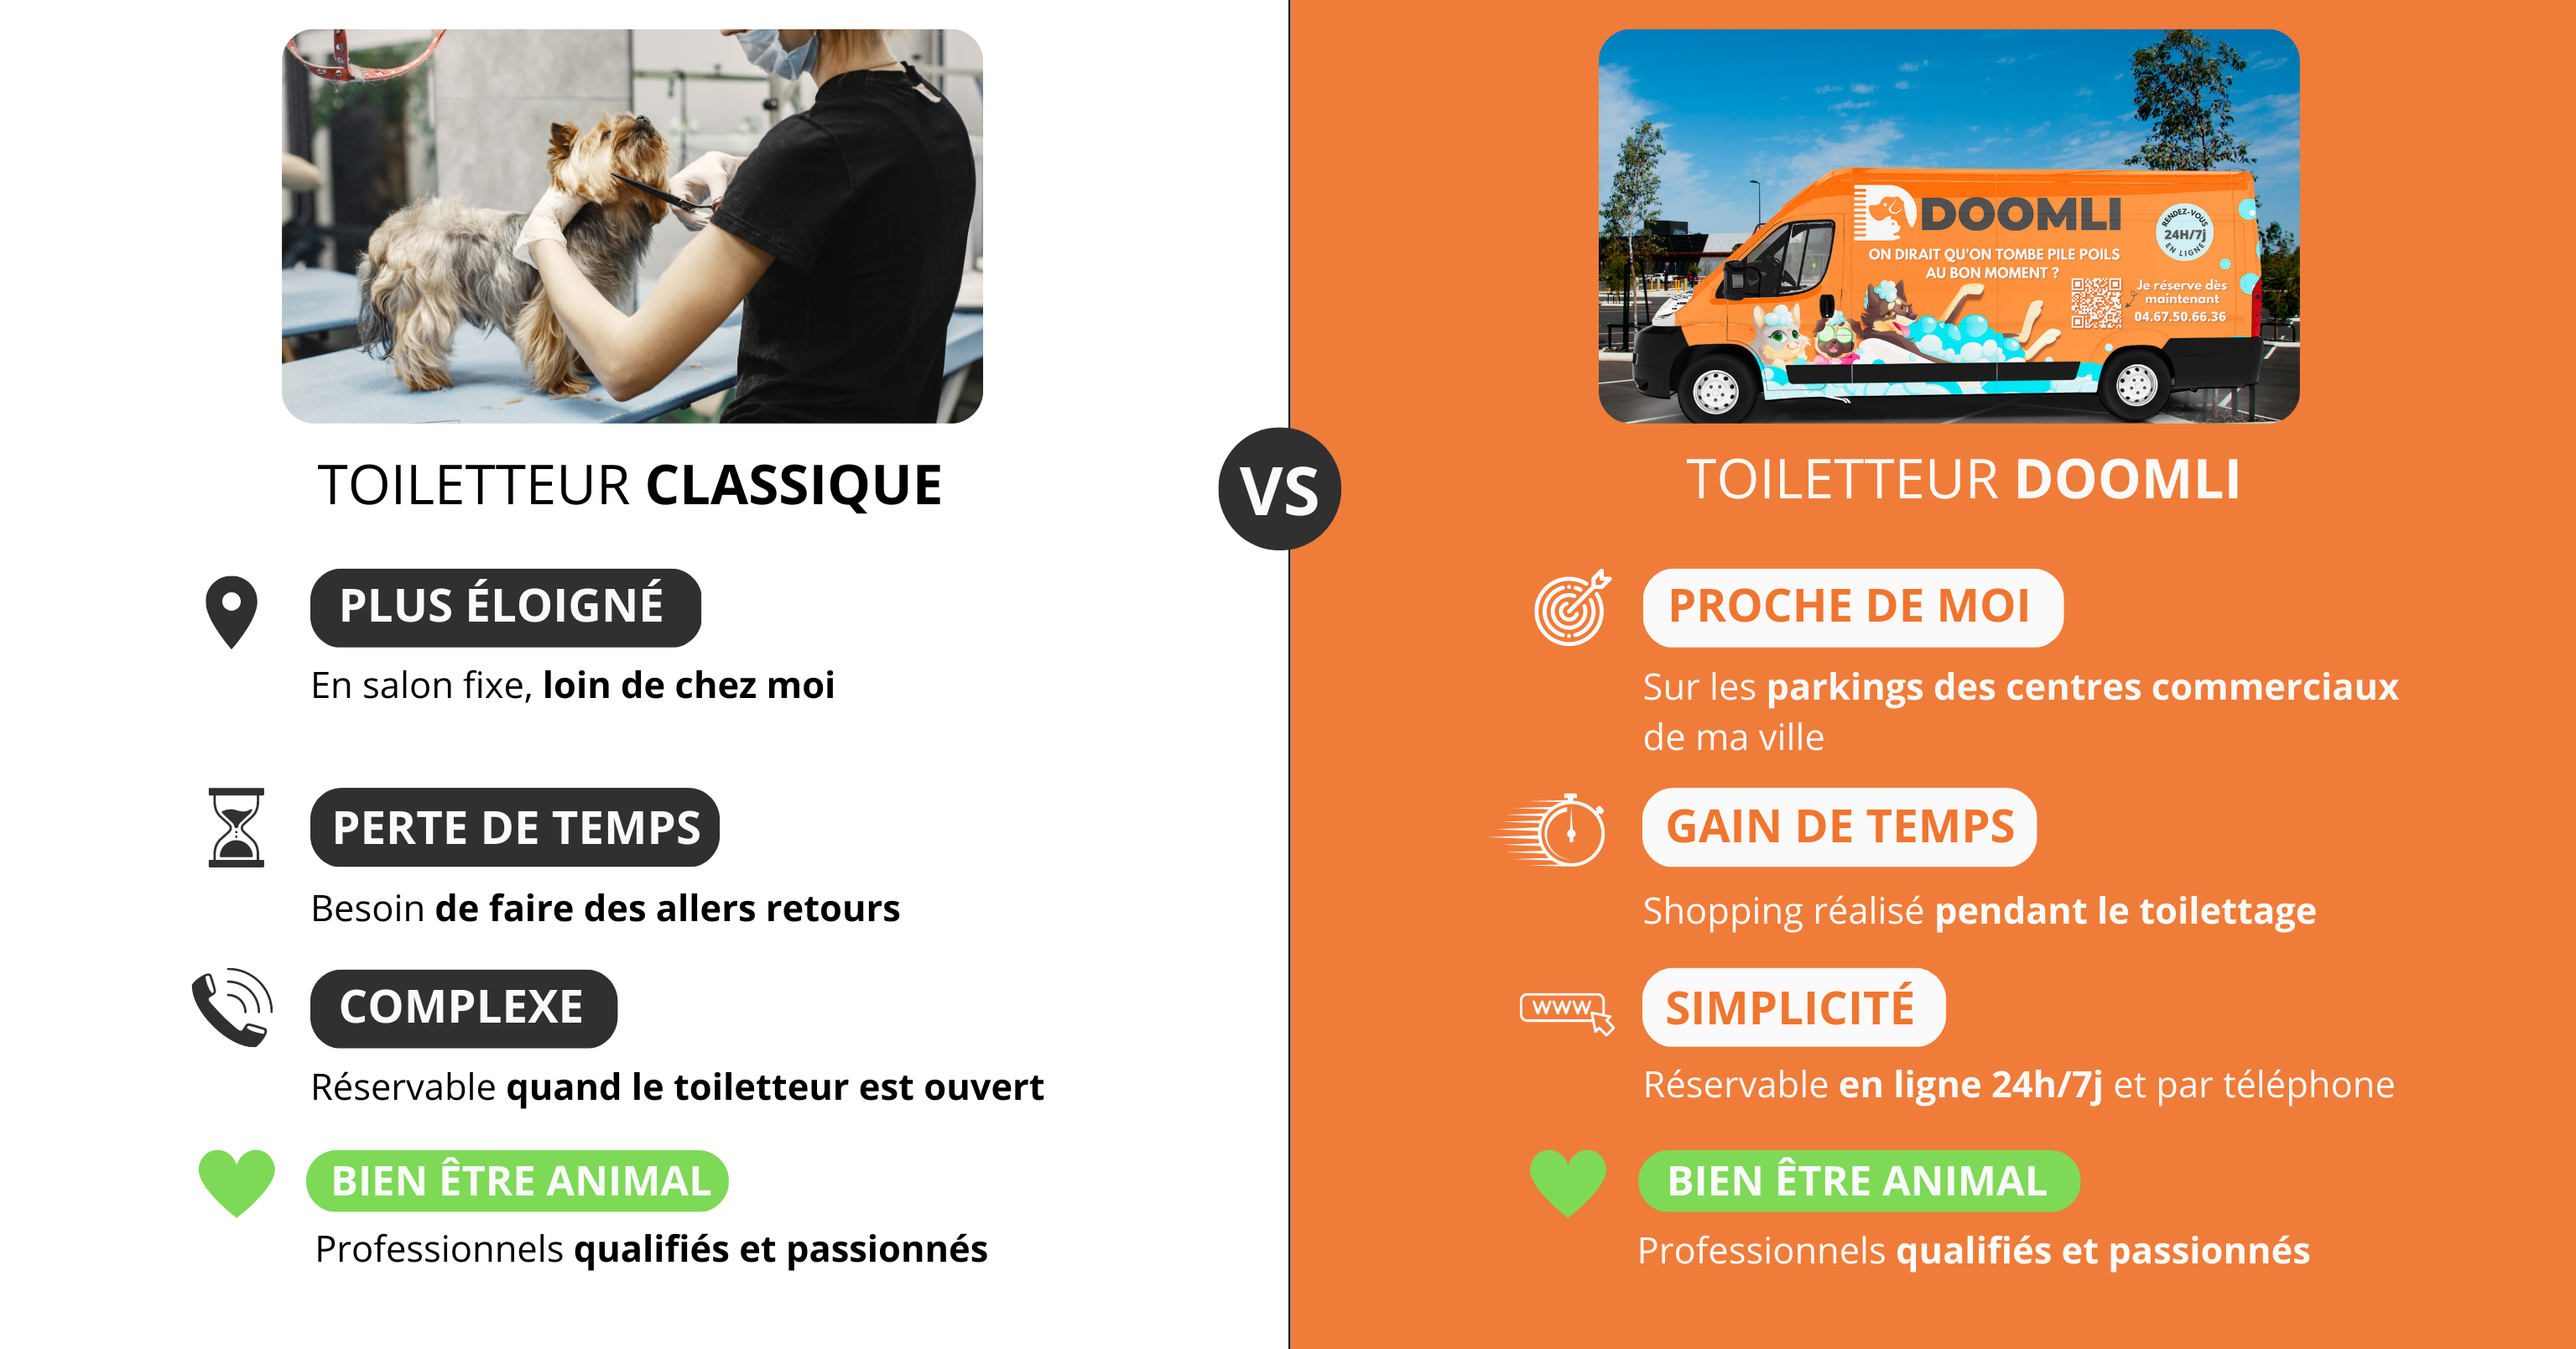 TOILETTEUR CLASSIQUE
PLUS ÉLOIGNÉ
En salon fixe, loin de chez moi
PERTE DE TEMPS
Besoin de faire des allers retours
COMPLEXE
Réservable quand le toiletteur est ouvert
BIEN ÊTRE ANIMAL
Professionnels qualifiés et passionnés
VS
DOOMLI
ON DIRAIT QU'ON TOMBE PILE POILS
AU BON MOMENT ?
RENDEZ-VOUS
24H/7j
EN LIGNE
Je réserve dès
maintenant
04.67.50.66.36
TOILETTEUR DOOMLI
PROCHE DE MOI
Sur les parkings des centres commerciaux
de ma ville
GAIN DE TEMPS
Shopping réalisé pendant le toilettage
WWW
SIMPLICITÉ
Réservable en ligne 24h/7j et par téléphone
BIEN ÊTRE ANIMAL
Professionnels qualifiés et passionnés